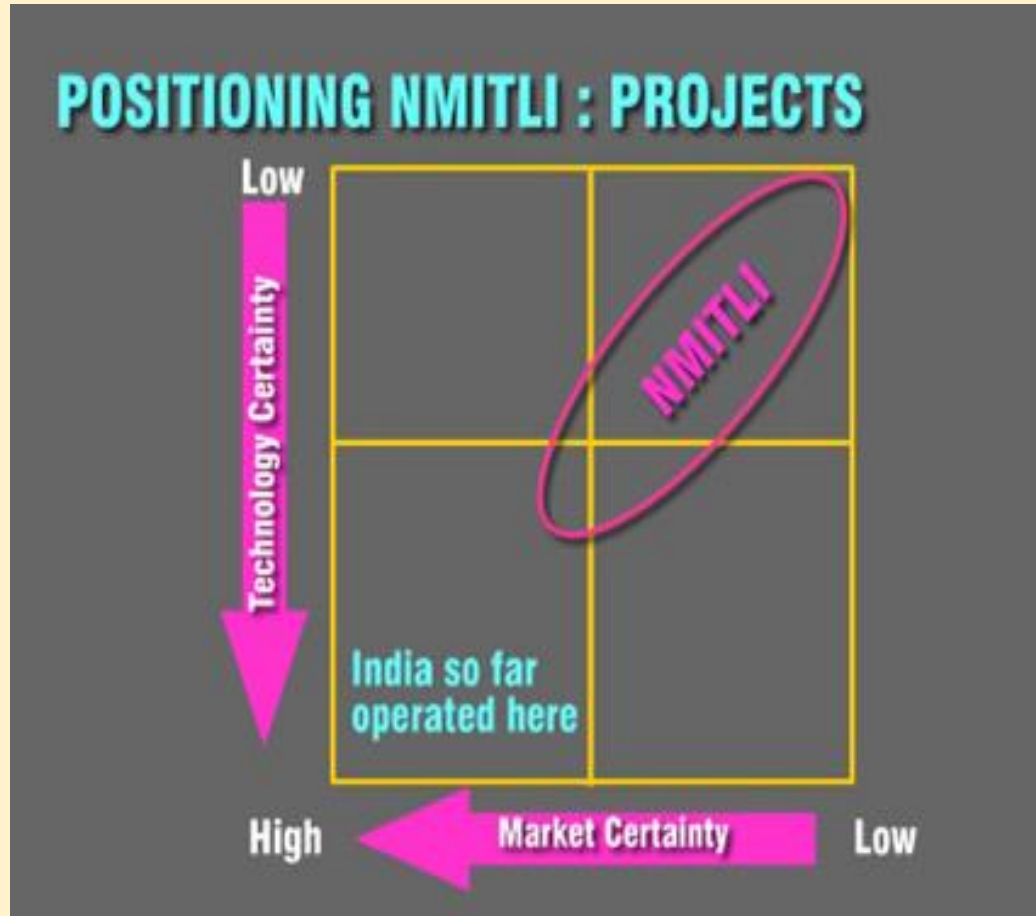 POSITIONING NMITLI : PROJECTS
Low
Technology Certainty
NMITLI
India so far
operated here
High
Market Certainty
Low